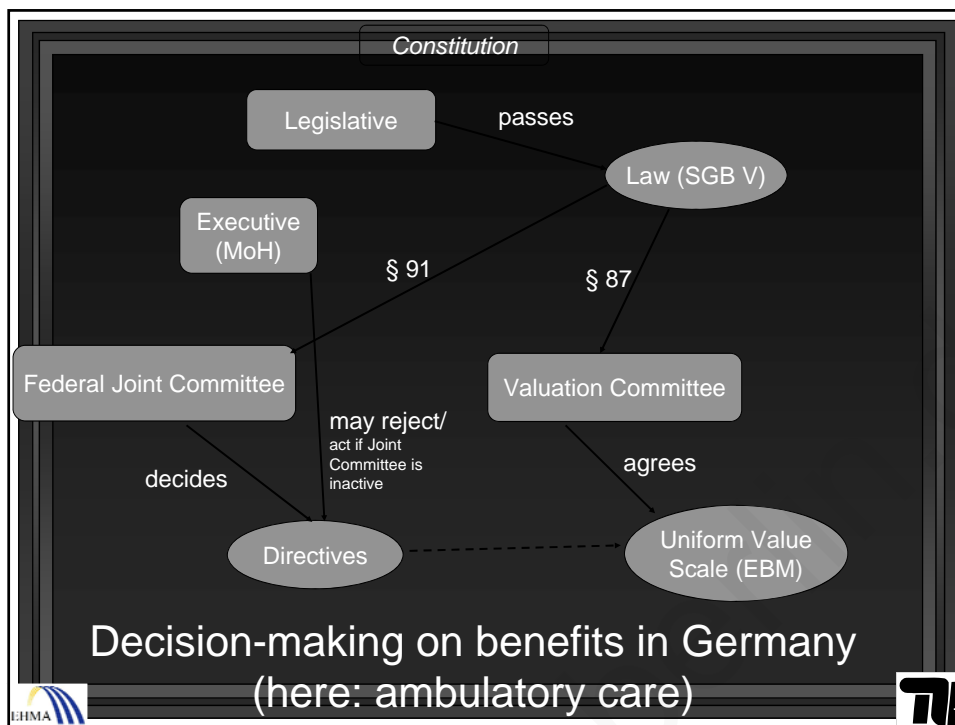 Constitution
Legislative
passes
Law (SGB V)
Executive
(MoH)
§ 91
§ 87
Federal Joint Committee
Valuation Committee
may reject/
act if Joint
Committee is
inactive
agrees
decides
Directives
Uniform Value
Scale (EBM)
Decision-making on benefits in Germany
(here: ambulatory care)
EHMA